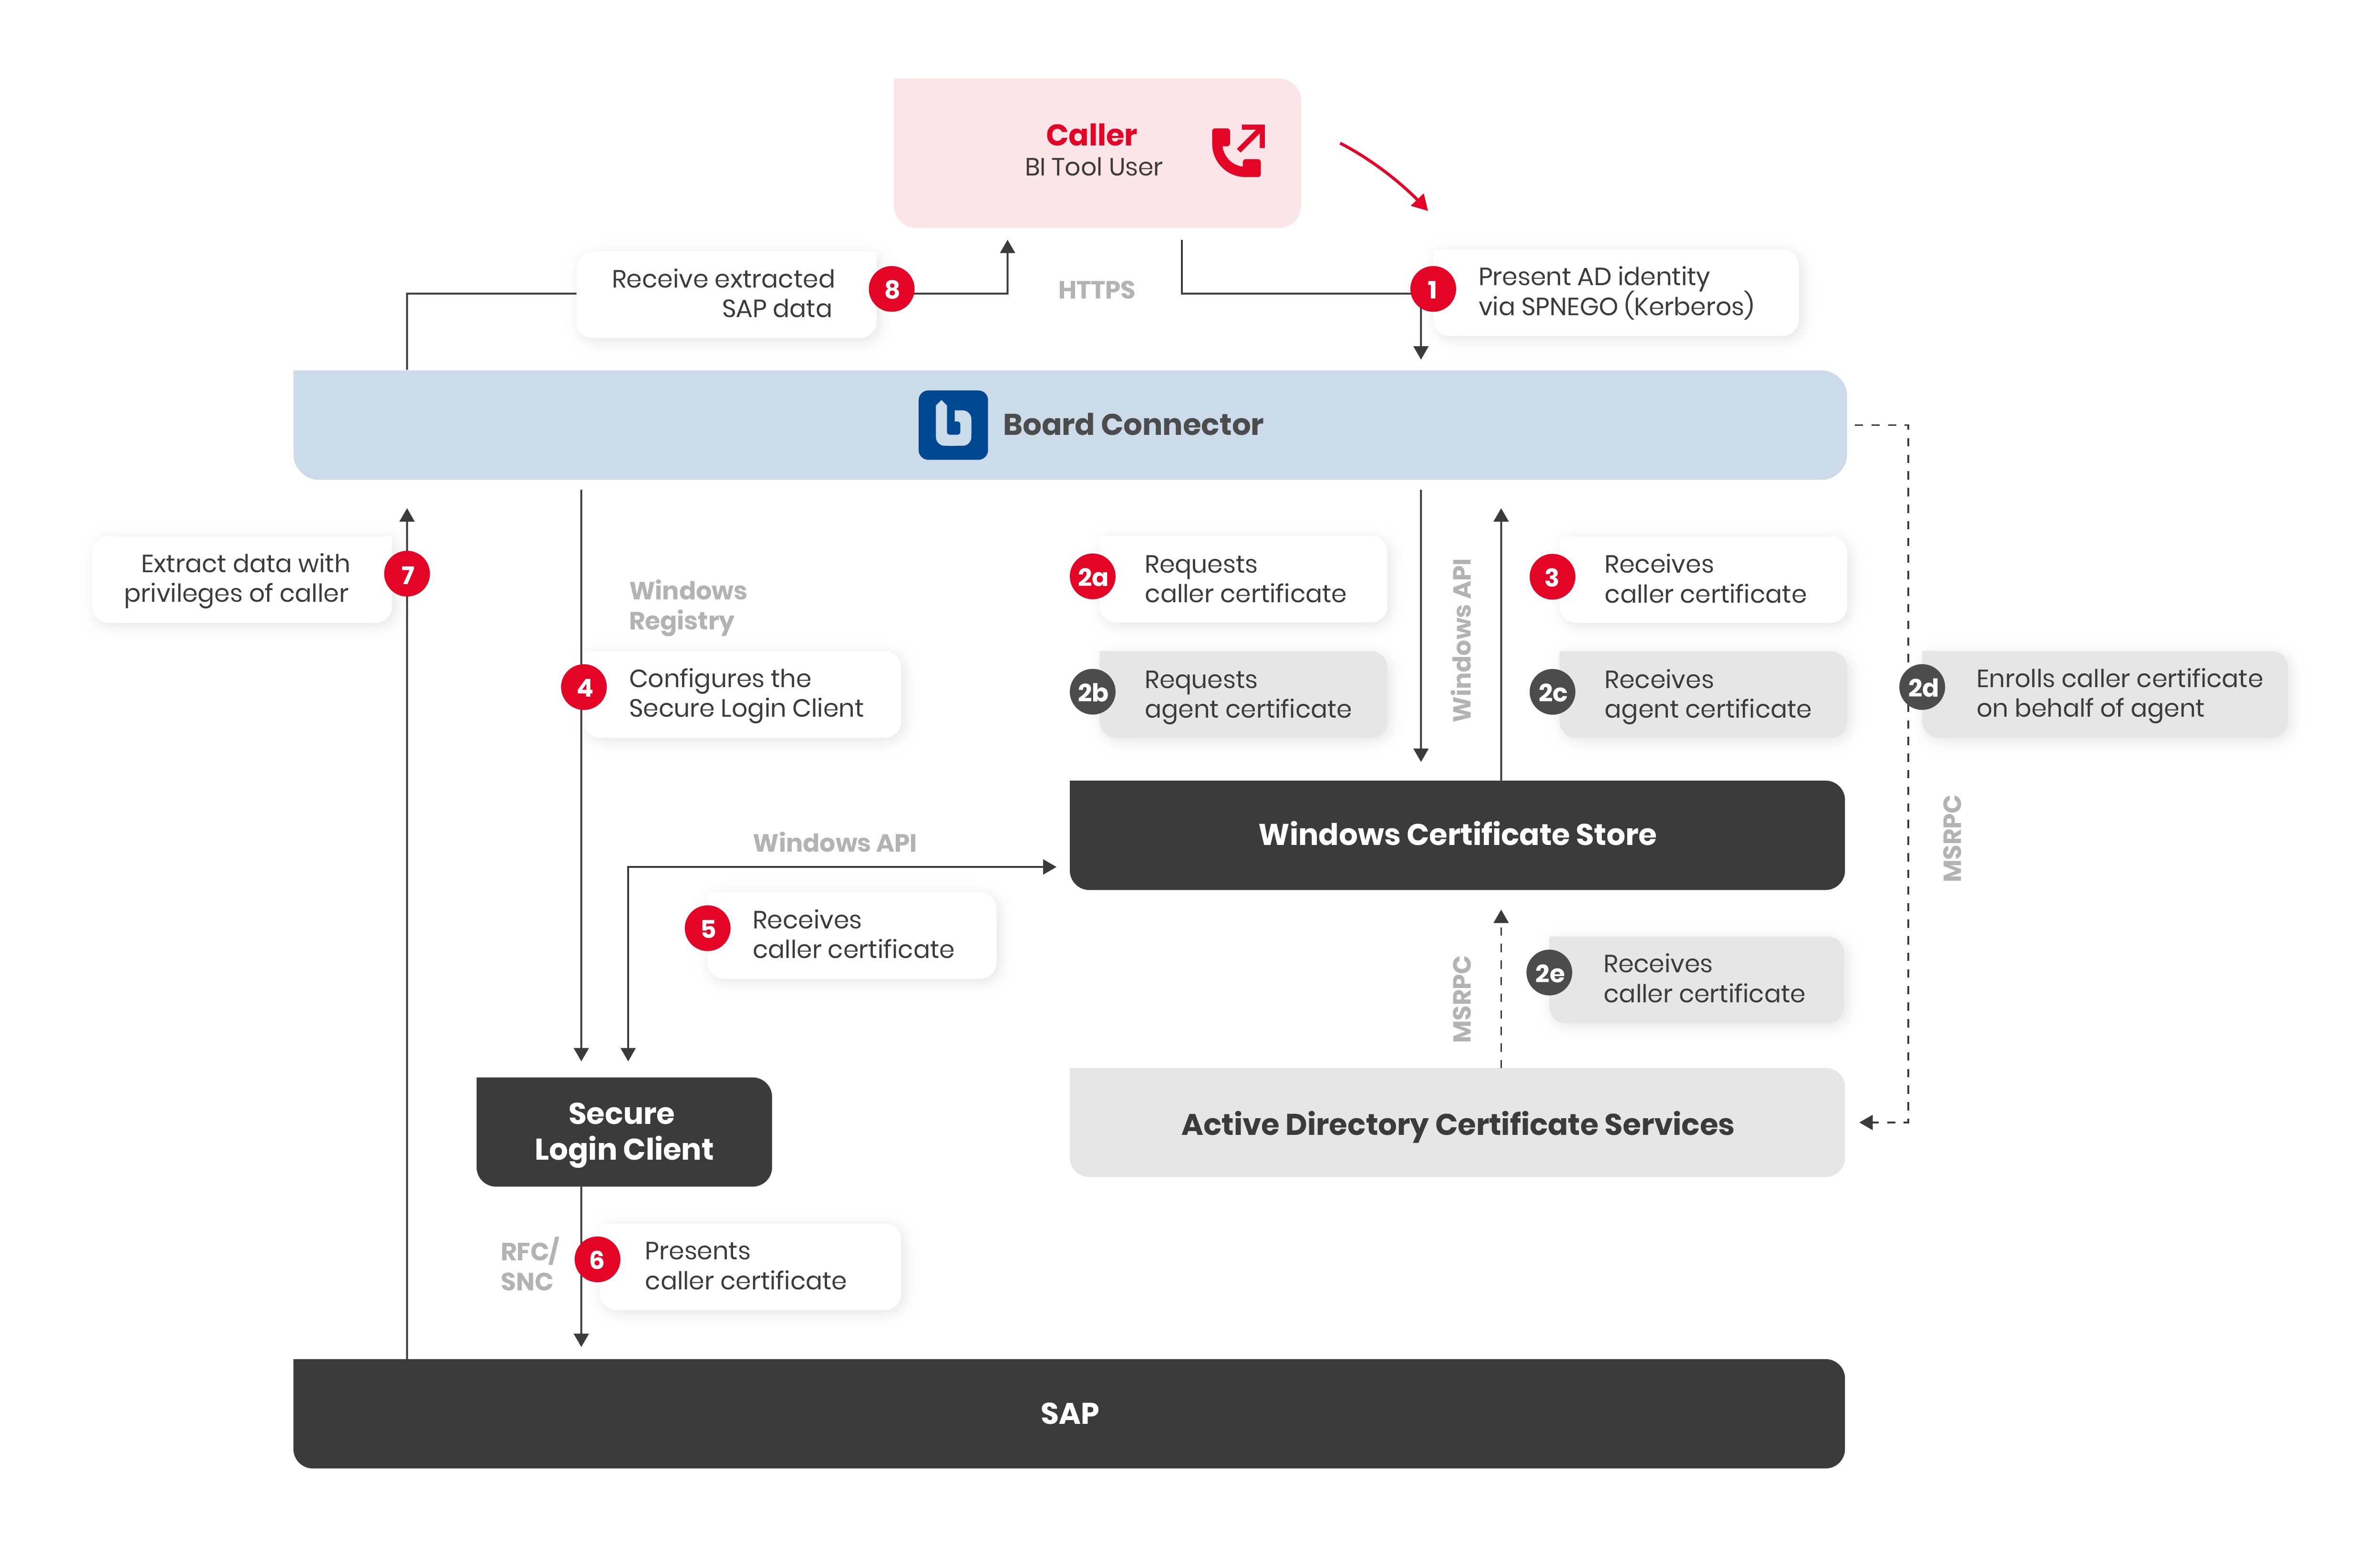 Caller
BI Tool User
Receive extracted
SAP data
8
HTTPS
1
Present AD identity
via SPNEGO (Kerberos)
Board Connector
Extract data with
privileges of caller
7
Windows
Registry
4
Configures the
Secure Login Client
2a
Requests
caller certificate
2b
Requests
agent certificate
Windows API
3
Receives
caller certificate
2c
Receives
agent certificate
2d
Enrolls caller certificate
on behalf of agent
MSRPC
Windows Certificate Store
Windows API
5
Receives
caller certificate
MSRPC
2e
Receives
caller certificate
Secure
Login Client
Active Directory Certificate Services
RFC/
SNC
6
Presents
caller certificate
SAP